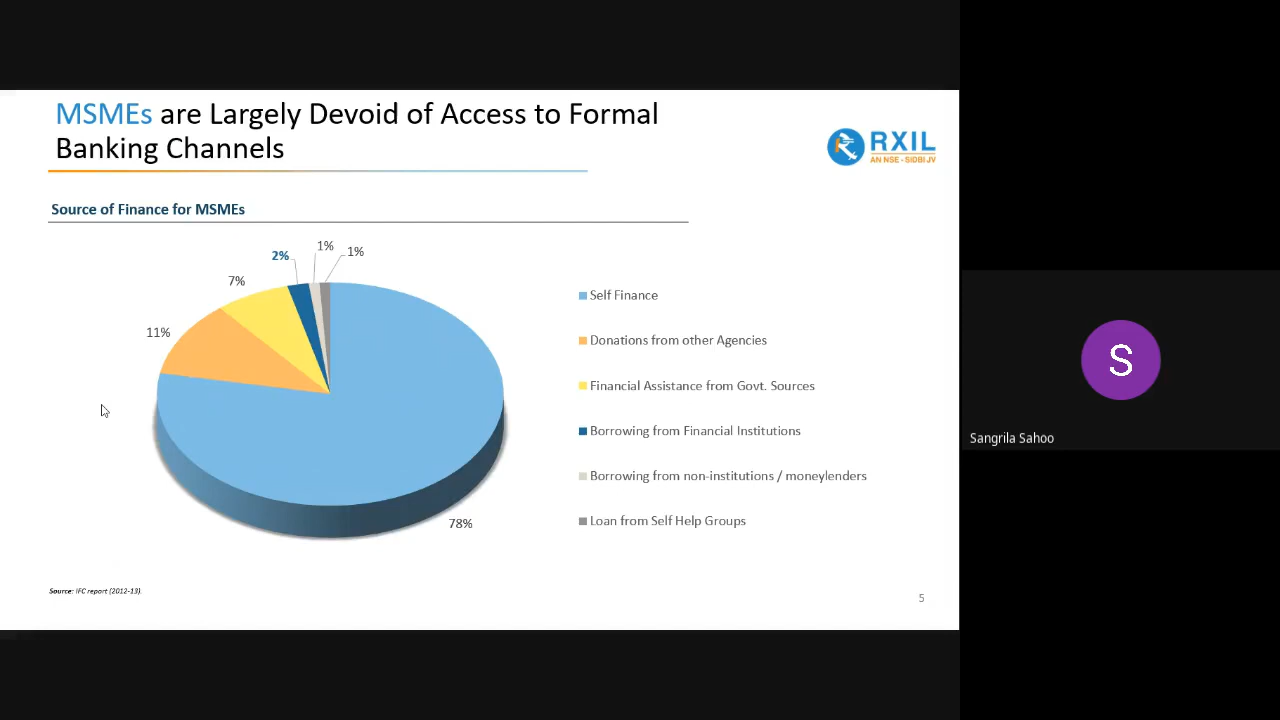 MSMEs are Largely Devoid of Access to Formal
Banking Channels
RXIL
AN NSE - SIDBI JV
Source of Finance for MSMEs
1%
1%
2%
7%
11%
78%
Self Finance
Donations from other Agencies
Financial Assistance from Govt. Sources
Borrowing from Financial Institutions
Borrowing from non-institutions / moneylenders
Loan from Self Help Groups
Source: IFC report (2012-13).
5
S
Sangrila Sahoo